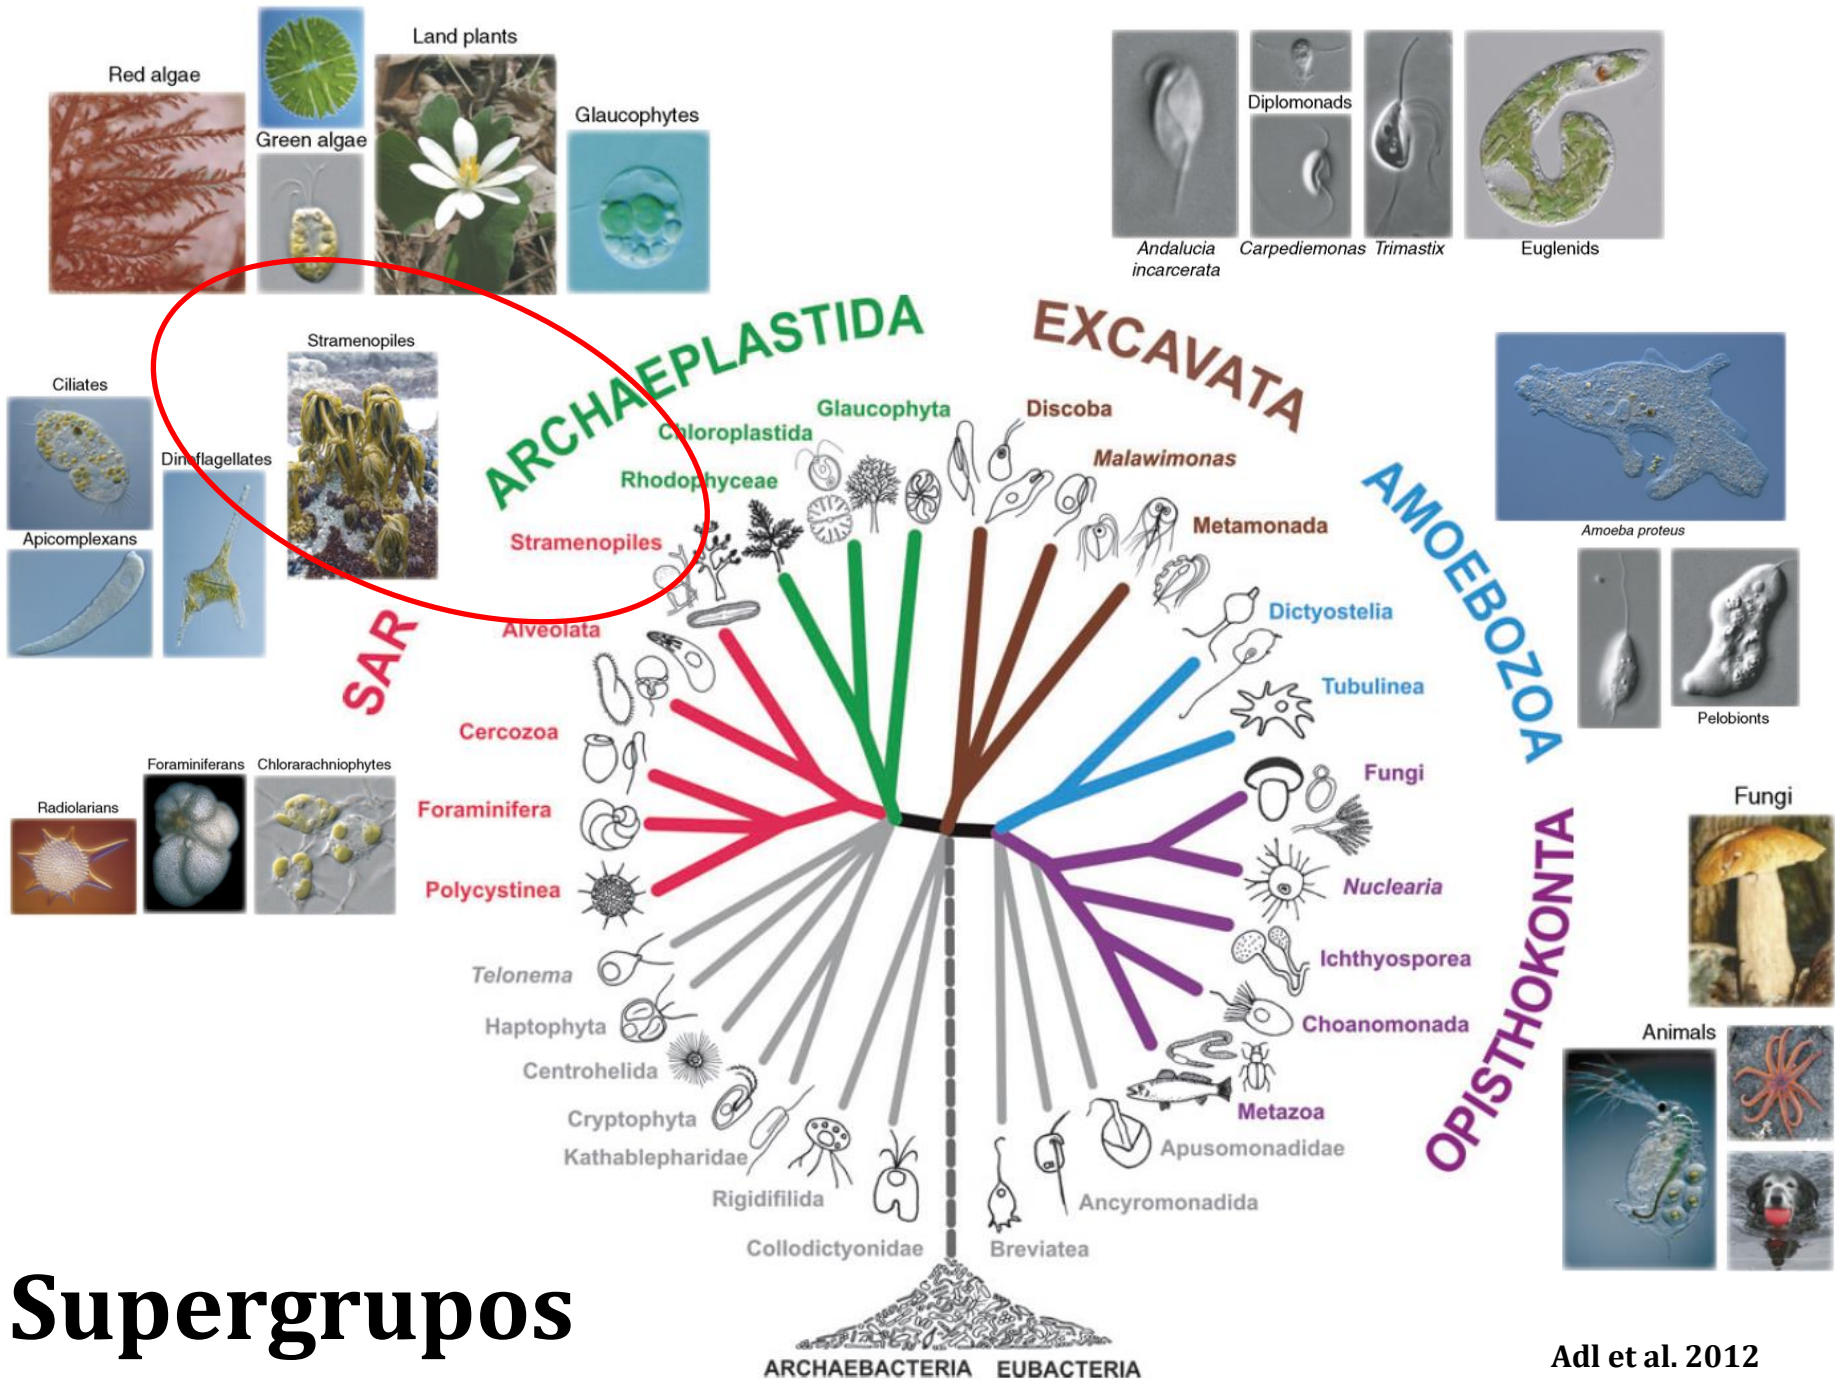 Land plants
Red algae
Green algae
Glaucophytes
Diplomonads
Andalucia
incarcerata
Carpediemonas
Trimastix
Euglenids
Stramenopiles
Ciliates
Dinoflagellates
Apicomplexans
ARCHAEPLASTIDA
EXCAVATA
AMOEBOZOA
OPISTHOKONTA
SAR
Glaucophyta
Chloroplastida
Rhodophyceae
Stramenopiles
Alveolata
Cercozoa
Foraminifera
Polycystinea
Discoba
Malawimonas
Metamonada
Dictyostelia
Tubulinea
Fungi
Nuclearia
Ichthyosporea
Choanomonada
Metazoa
Amoeba proteus
Pelobionts
Foraminiferans
Chlorarachniophytes
Radiolarians
Fungi
Animals
Telonema
Haptophyta
Centrohelida
Cryptophyta
Kathablepharidae
Rigidifilida
Collodictyonidae
Breviatea
Ancyromonadida
Apusomonadidae
ARCHAEBACTERIA
EUBACTERIA
Supergrupos
Adl et al. 2012